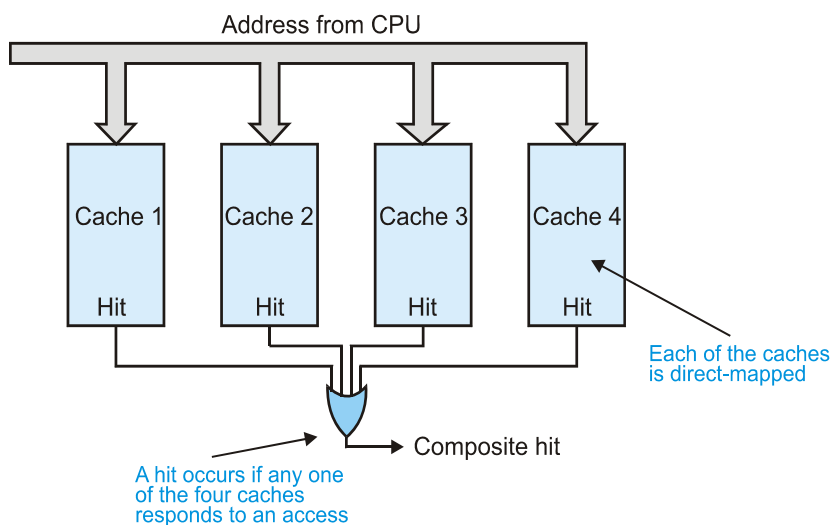 Address from CPU
Cache 1
Cache 2
Cache 3
Cache 4
Hit
Hit
Hit
Hit
Each of the caches
is direct-mapped
Composite hit
A hit occurs if any one
of the four caches
responds to an access